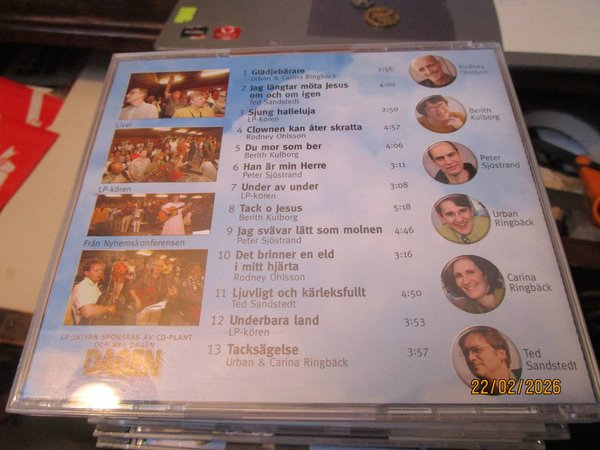 1 Glädjebärare 2:56
Urban & Carina Ringbäck
2 Jag längtar möta Jesus 4:00
om och om igen
Ted Sandstedt
3 Sjung halleluja 2:50
LP-kören
4 Clownen kan åter skratta 4:57
Rodney Ohlsson
5 Du mor som ber 4:06
Berith Kulborg
6 Han är min Herre 3:11
Peter Sjöstrand
7 Under av under 3:08
LP-kören
8 Tack o Jesus 5:18
Berith Kulborg
9 Jag svävar lätt som molnen 4:46
Peter Sjöstrand
10 Det brinner en eld 3:16
i mitt hjärta
Rodney Ohlsson
11 Ljuvligt och kärleksfullt 4:50
Ted Sandstedt
12 Underbara land 3:53
LP-kören
13 Tacksägelse 3:57
Urban & Carina Ringbäck
Live!
LP-kören
Från Nyhemskonferensen
LP-SKIVAN SPONSRAS AV CD-PLANT
OCH NYA DAGEN
DAGEN
Rodney
Ohlsson
Berith
Kulborg
Peter
Sjöstrand
Urban
Ringbäck
Carina
Ringbäck
Ted
Sandstedt
22/02/2026